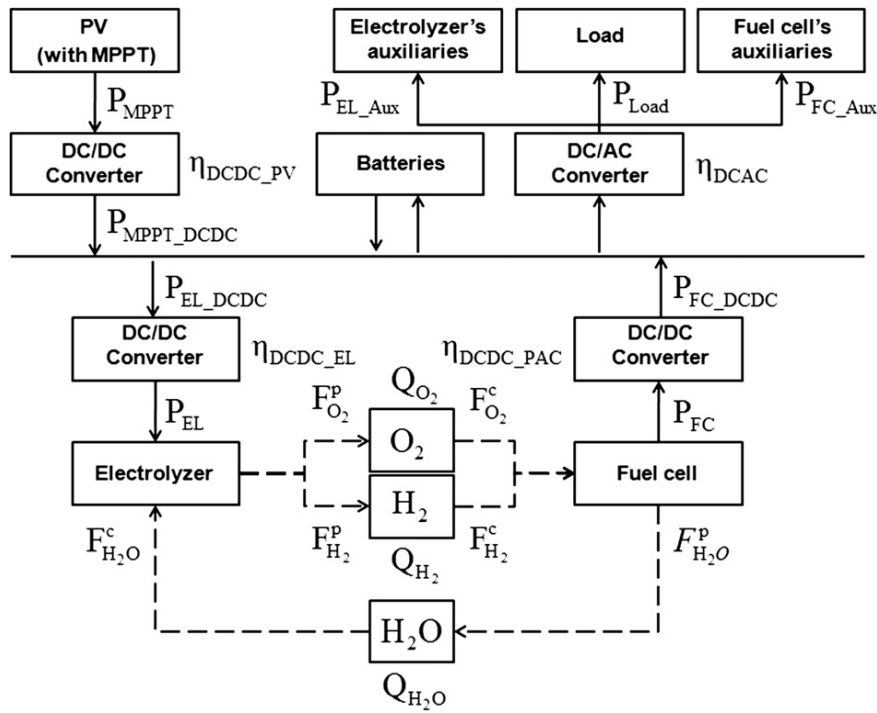 PV
(with MPPT)
Electrolyzer's
auxiliaries
Load
Fuel cell's
auxiliaries
P_MPPT
P_EL_Aux
P_Load
P_FC_Aux
DC/DC
Converter
η_DCDC_PV
Batteries
DC/AC
Converter
η_DCAC
P_MPPT_DCDC
P_EL_DCDC
P_FC_DCDC
DC/DC
Converter
η_DCDC_EL
η_DCDC_PAC
DC/DC
Converter
P_EL
F^p_O₂
Q_O₂
F^c_O₂
P_FC
Electrolyzer
O₂
Fuel cell
H₂
F^c_H₂O
F^p_H₂
Q_H₂
F^c_H₂
F^p_H₂O
H₂O
Q_H₂O